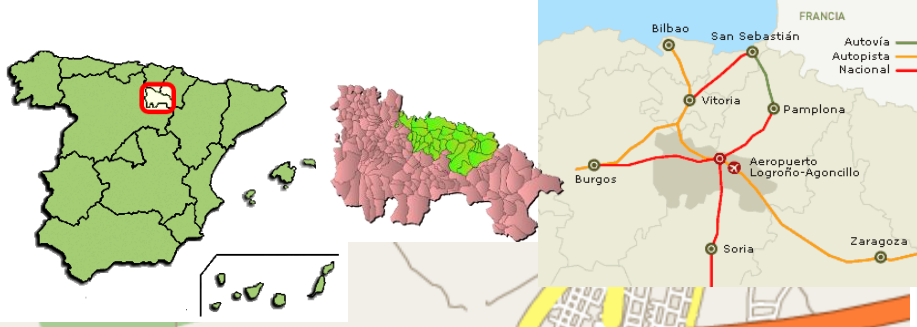 FRANCIA
Bilbao
San Sebastián
Autovía
Autopista
Nacional
Vitoria
Pamplona
Aeropuerto
Logroño-Agoncillo
Burgos
Soria
Zaragoza